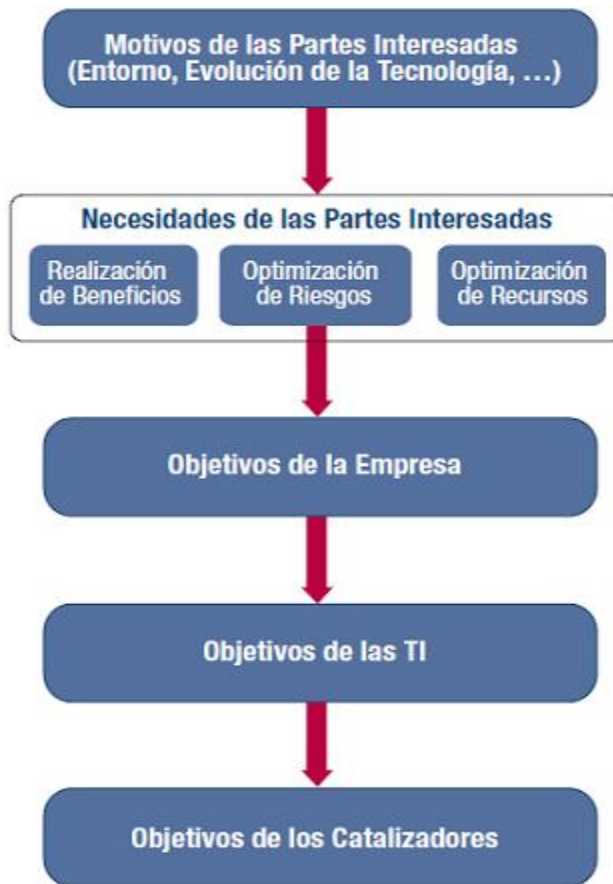 Motivos de las Partes Interesadas
(Entorno, Evolución de la Tecnología, …)
Necesidades de las Partes Interesadas
Realización
de Beneficios
Optimización
de Riesgos
Optimización
de Recursos
Objetivos de la Empresa
Objetivos de las TI
Objetivos de los Catalizadores